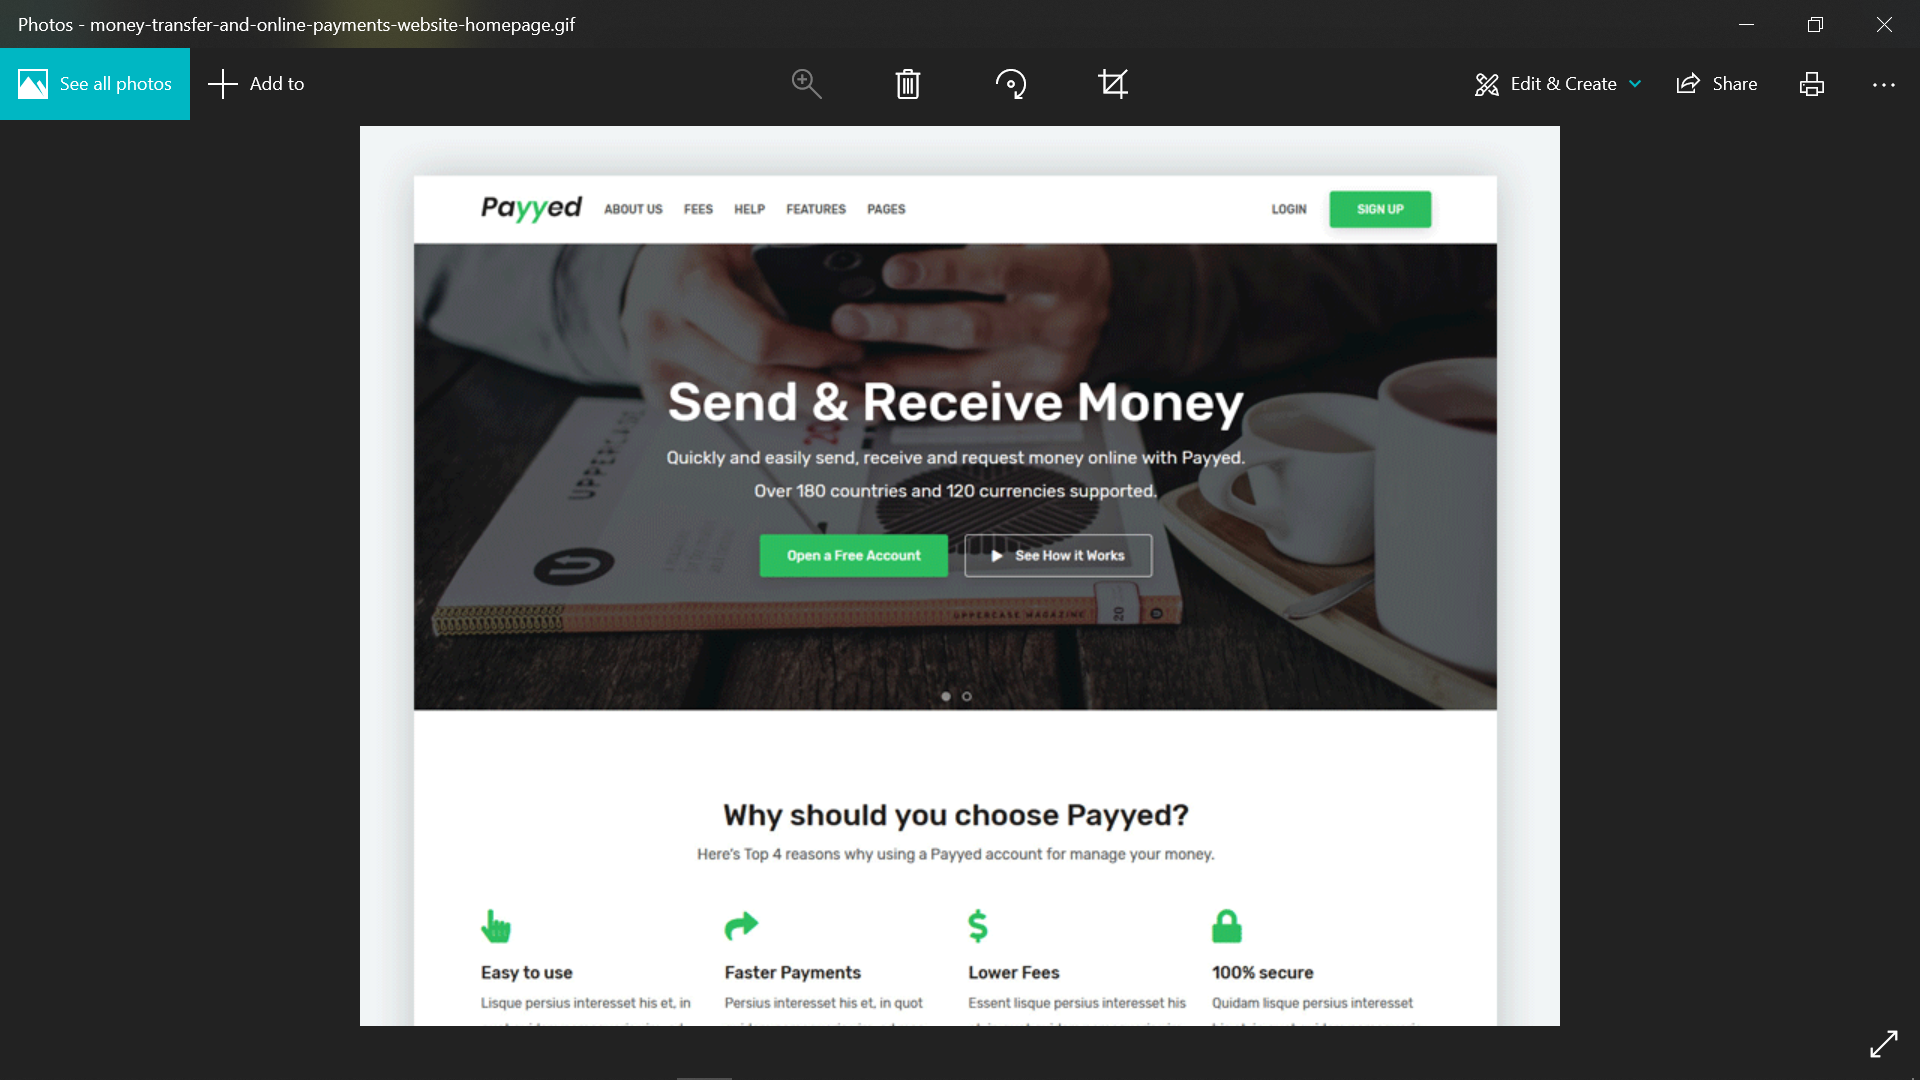 Photos - money-transfer-and-online-payments-website-homepage.gif
See all photos
Add to
Edit & Create
Share
Payyed
ABOUT US
FEES
HELP
FEATURES
PAGES
LOGIN
SIGN UP
Send & Receive Money
Quickly and easily send, receive and request money online with Payyed.
Over 180 countries and 120 currencies supported.
Open a Free Account
See How it Works
UPPERCASE
UPPERCASE MAGAZINE
20
Why should you choose Payyed?
Here's Top 4 reasons why using a Payyed account for manage your money.
Easy to use
Lisque persius interesset his et, in
Faster Payments
Persius interesset his et, in quot
Lower Fees
Essent lisque persius interesset his
100% secure
Quidam lisque persius interesset